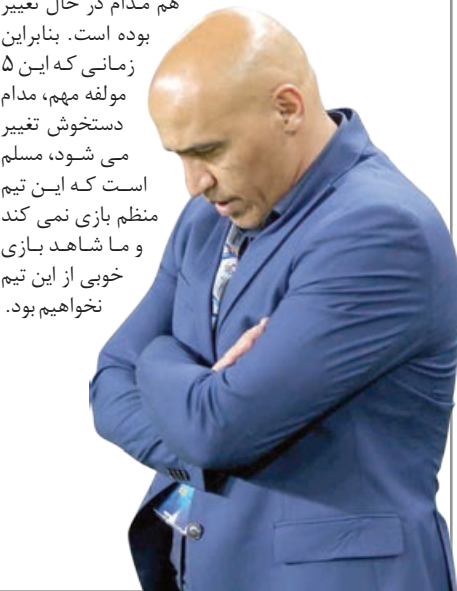 هم مدام در حال تغییر
بوده است. بنابراین
زمانی که این ۵
مولفه مهم، مدام
دستخوش تغییر
می شود، مسلم
است که این تیم
منظم بازی نمی کند
و ما شاهد بازی
خوبی از این تیم
نخواهیم بود.